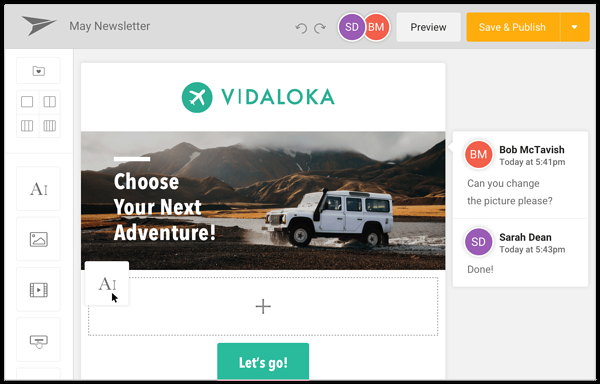 May Newsletter
SD
BM
Preview
Save & Publish
VIDALOKA
Choose
Your Next
Adventure!
AI
AI
Let's go!
BM
Bob McTavish
Today at 5:41pm
Can you change
the picture please?
SD
Sarah Dean
Today at 5:43pm
Done!